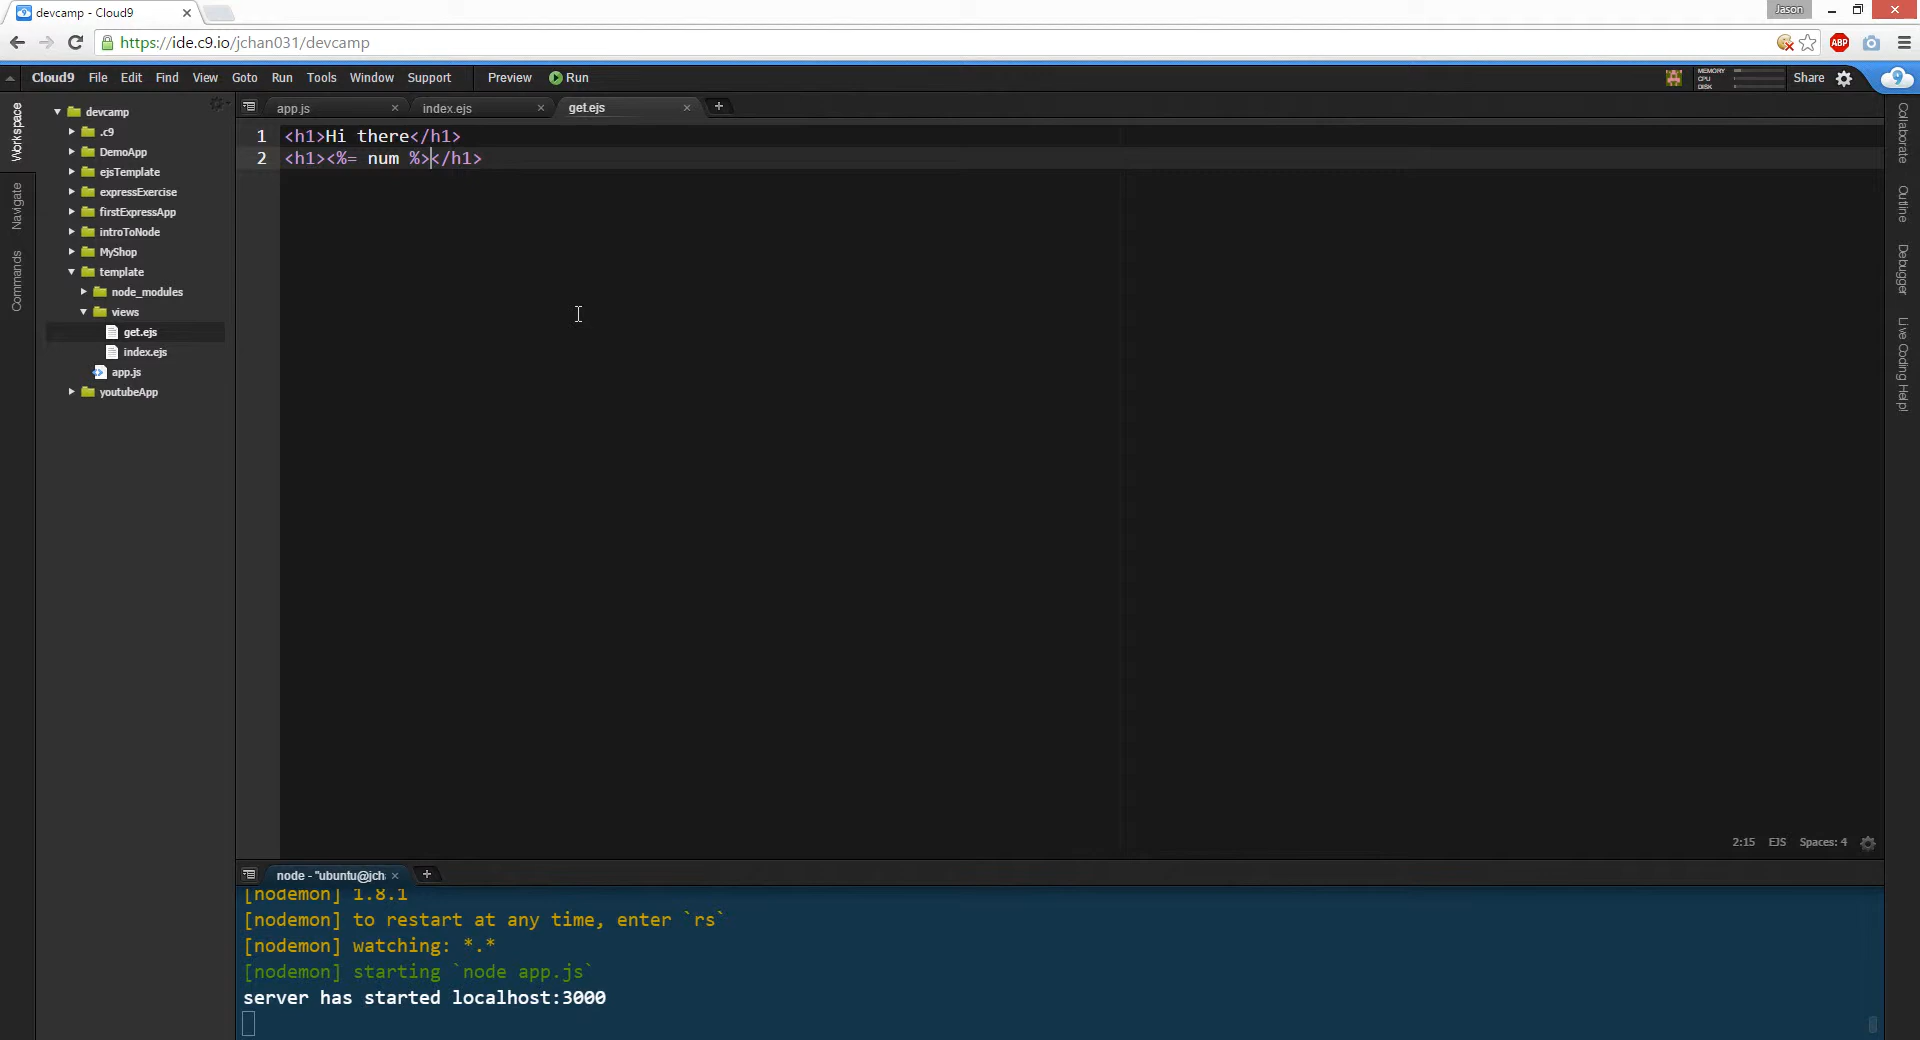 devcamp - Cloud9
Jason
https://ide.c9.io/jchan031/devcamp
ABP
Cloud9 File Edit Find View Goto Run Tools Window Support Preview Run
MEMORY
CPU
DISK
Share
Workspace
Navigate
Commands
devcamp
.c9
DemoApp
ejsTemplate
expressExercise
firstExpressApp
introToNode
MyShop
template
node_modules
views
get.ejs
index.ejs
app.js
youtubeApp
app.js index.ejs get.ejs
1 <h1>Hi there</h1>
2 <h1><%= num %></h1>
2:15 EJS Spaces: 4
Collaborate
Outline
Debugger
Live Coding Help!
node - "ubuntu@jch
[nodemon] 1.8.1
[nodemon] to restart at any time, enter `rs`
[nodemon] watching: *.*
[nodemon] starting `node app.js`
server has started localhost:3000